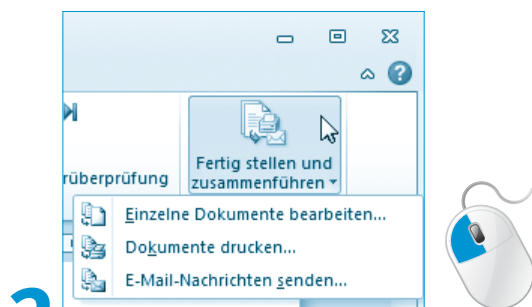 Fertig stellen und
rüberprüfung zusammenführen
Einzelne Dokumente bearbeiten...
Dokumente drucken...
E-Mail-Nachrichten senden...